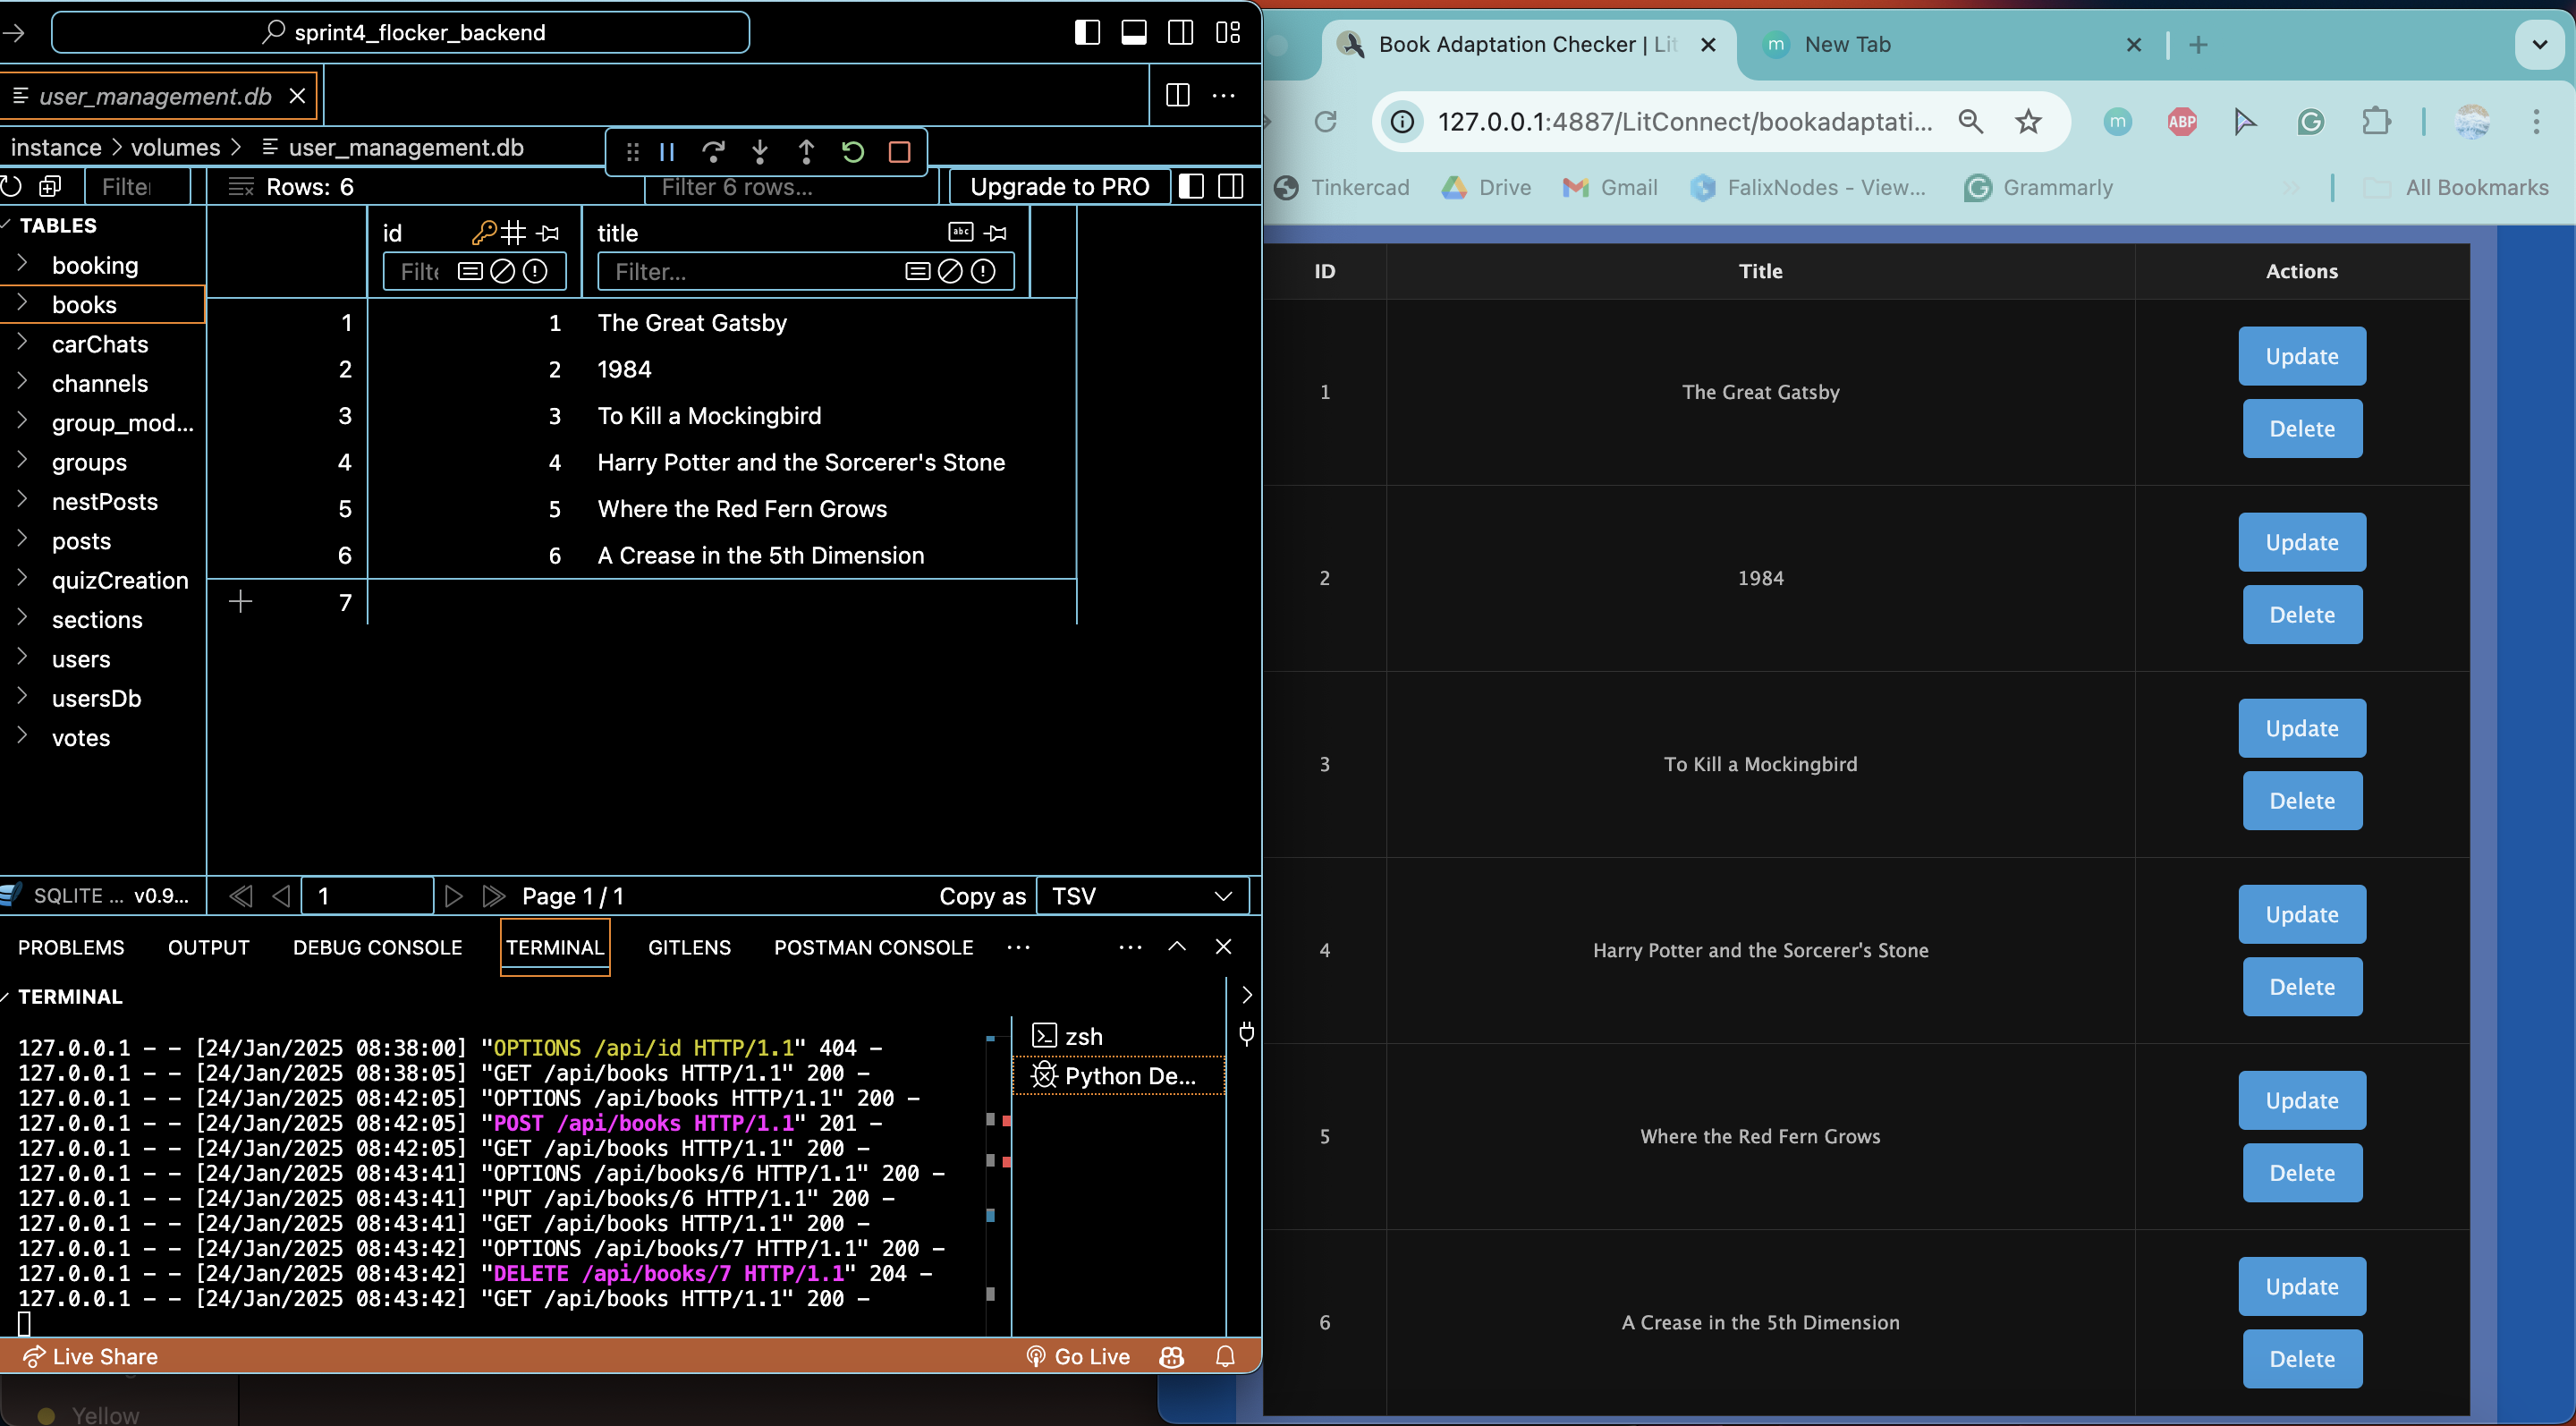 sprint4_flocker_backend
user_management.db
instance > volumes > user_management.db
Rows: 6
Filter 6 rows...
Upgrade to PRO
TABLES
booking
books
carChats
channels
group_mod...
groups
nestPosts
posts
quizCreation
sections
users
usersDb
votes
id
title
Filter...
1 1 The Great Gatsby
2 2 1984
3 3 To Kill a Mockingbird
4 4 Harry Potter and the Sorcerer's Stone
5 5 Where the Red Fern Grows
6 6 A Crease in the 5th Dimension
7
SQLITE ... v0.9...
1
Page 1 / 1
Copy as
TSV
PROBLEMS OUTPUT DEBUG CONSOLE TERMINAL GITLENS POSTMAN CONSOLE
TERMINAL
127.0.0.1 - - [24/Jan/2025 08:38:00] "OPTIONS /api/id HTTP/1.1" 404 -
127.0.0.1 - - [24/Jan/2025 08:38:05] "GET /api/books HTTP/1.1" 200 -
127.0.0.1 - - [24/Jan/2025 08:42:05] "OPTIONS /api/books HTTP/1.1" 200 -
127.0.0.1 - - [24/Jan/2025 08:42:05] "POST /api/books HTTP/1.1" 201 -
127.0.0.1 - - [24/Jan/2025 08:42:05] "GET /api/books HTTP/1.1" 200 -
127.0.0.1 - - [24/Jan/2025 08:43:41] "OPTIONS /api/books/6 HTTP/1.1" 200 -
127.0.0.1 - - [24/Jan/2025 08:43:41] "PUT /api/books/6 HTTP/1.1" 200 -
127.0.0.1 - - [24/Jan/2025 08:43:41] "GET /api/books HTTP/1.1" 200 -
127.0.0.1 - - [24/Jan/2025 08:43:42] "OPTIONS /api/books/7 HTTP/1.1" 200 -
127.0.0.1 - - [24/Jan/2025 08:43:42] "DELETE /api/books/7 HTTP/1.1" 204 -
127.0.0.1 - - [24/Jan/2025 08:43:42] "GET /api/books HTTP/1.1" 200 -
zsh
Python De...
Live Share
Go Live
Yellow
Book Adaptation Checker | Lit
New Tab
127.0.0.1:4887/LitConnect/bookadaptati...
ABP
Tinkercad
Drive
Gmail
FalixNodes - View...
Grammarly
All Bookmarks
ID Title Actions
1 The Great Gatsby
Update
Delete
2 1984
Update
Delete
3 To Kill a Mockingbird
Update
Delete
4 Harry Potter and the Sorcerer's Stone
Update
Delete
5 Where the Red Fern Grows
Update
Delete
6 A Crease in the 5th Dimension
Update
Delete